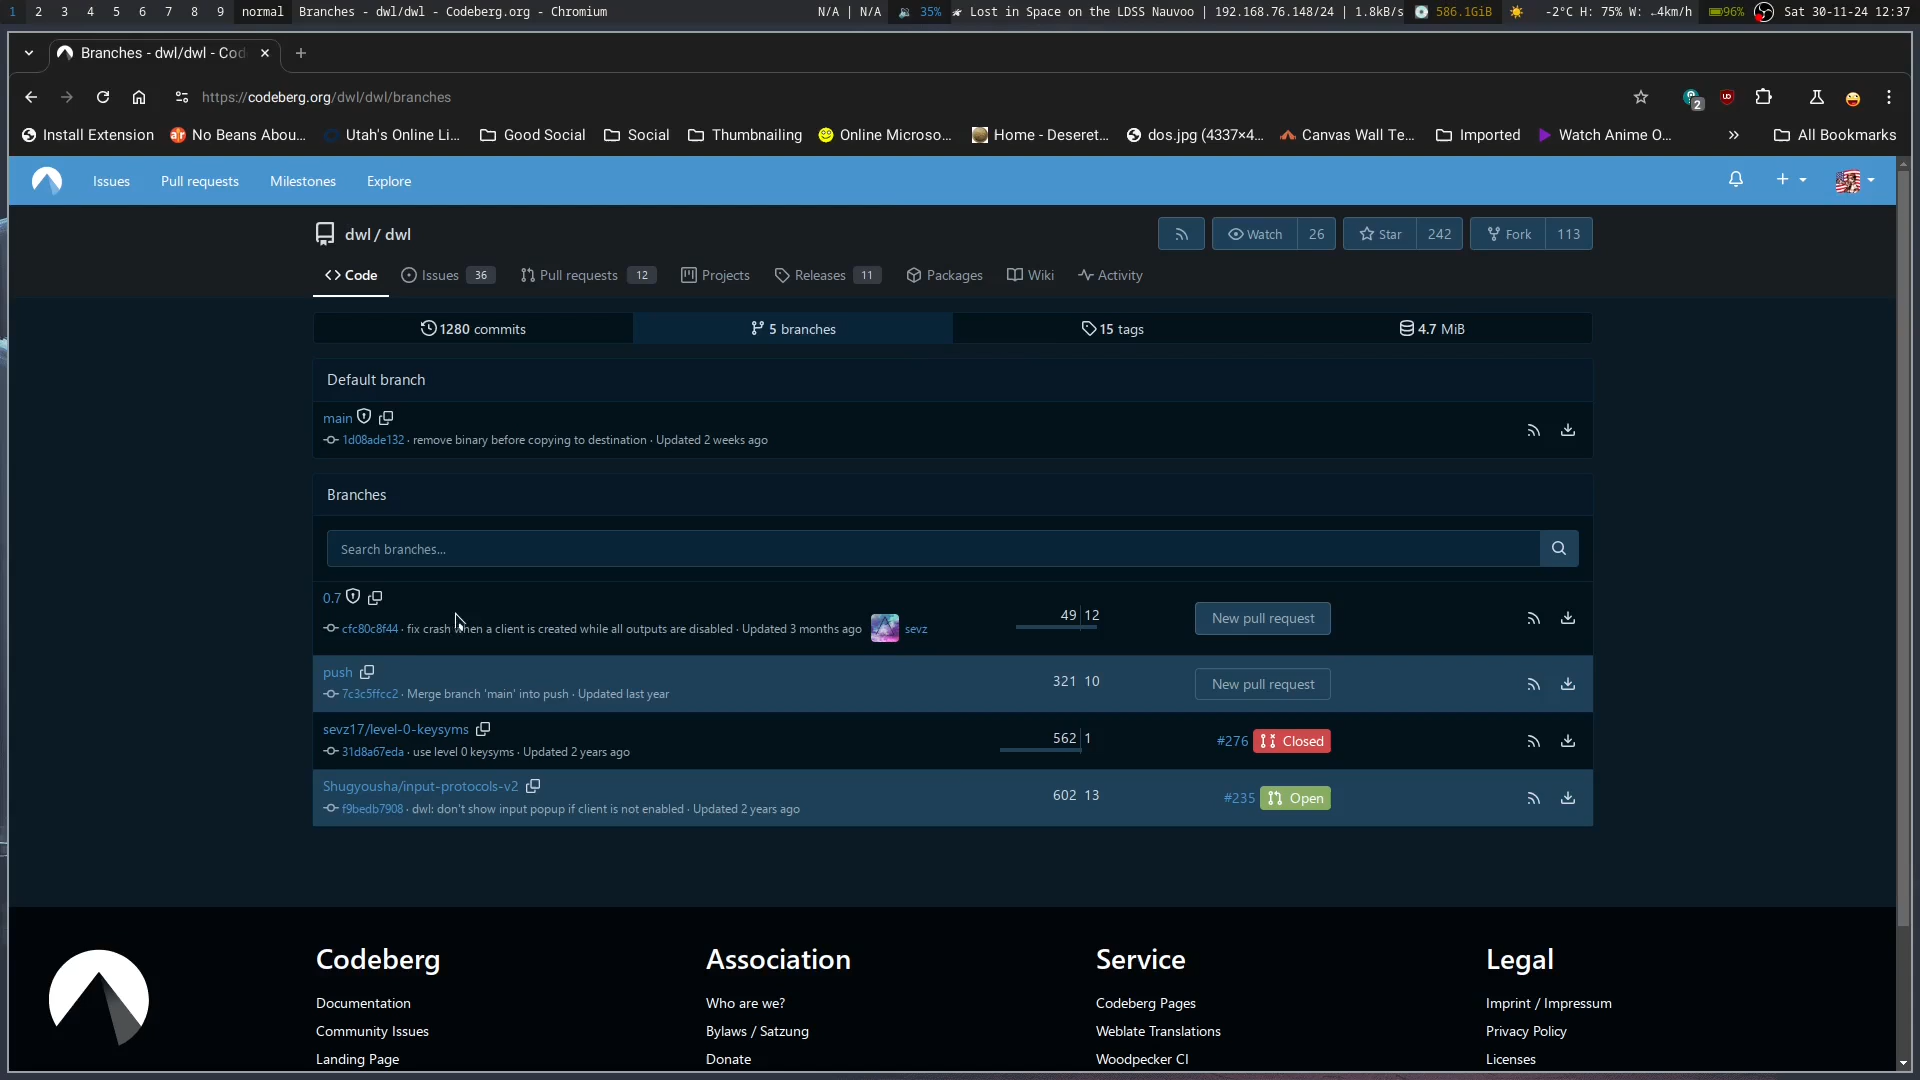 1 2 3 4 5 6 7 8 9 normal Branches - dwl/dwl - Codeberg.org - Chromium N/A | N/A 35% Lost in Space on the LDSS Nauvoo | 192.168.76.148/24 | 1.8kB/s 586.1GiB -2°C H: 75% W: ←4km/h 96% Sat 30-11-24 12:37
Branches - dwl/dwl - Cod
https://codeberg.org/dwl/dwl/branches 2
Install Extension No Beans Abou... Utah's Online Li... Good Social Social Thumbnailing Online Microso... Home - Deseret... dos.jpg (4337×4... Canvas Wall Te... Imported Watch Anime O... » All Bookmarks
Issues Pull requests Milestones Explore
dwl / dwl Watch 26 Star 242 Fork 113
Code Issues 36 Pull requests 12 Projects Releases 11 Packages Wiki Activity
1280 commits 5 branches 15 tags 4.7 MiB
Default branch
main
1d08ade132 · remove binary before copying to destination · Updated 2 weeks ago
Branches
Search branches...
0.7
cfc80c8f44 · fix crash when a client is created while all outputs are disabled · Updated 3 months ago sevz 49 12 New pull request
push
7c3c5ffcc2 · Merge branch 'main' into push · Updated last year 321 10 New pull request
sevz17/level-0-keysyms
31d8a67eda · use level 0 keysyms · Updated 2 years ago 562 1 #276 Closed
Shugyousha/input-protocols-v2
f9bedb7908 · dwl: don't show input popup if client is not enabled · Updated 2 years ago 602 13 #235 Open
Codeberg Association Service Legal
Documentation Who are we? Codeberg Pages Imprint / Impressum
Community Issues Bylaws / Satzung Weblate Translations Privacy Policy
Landing Page Donate Woodpecker CI Licenses